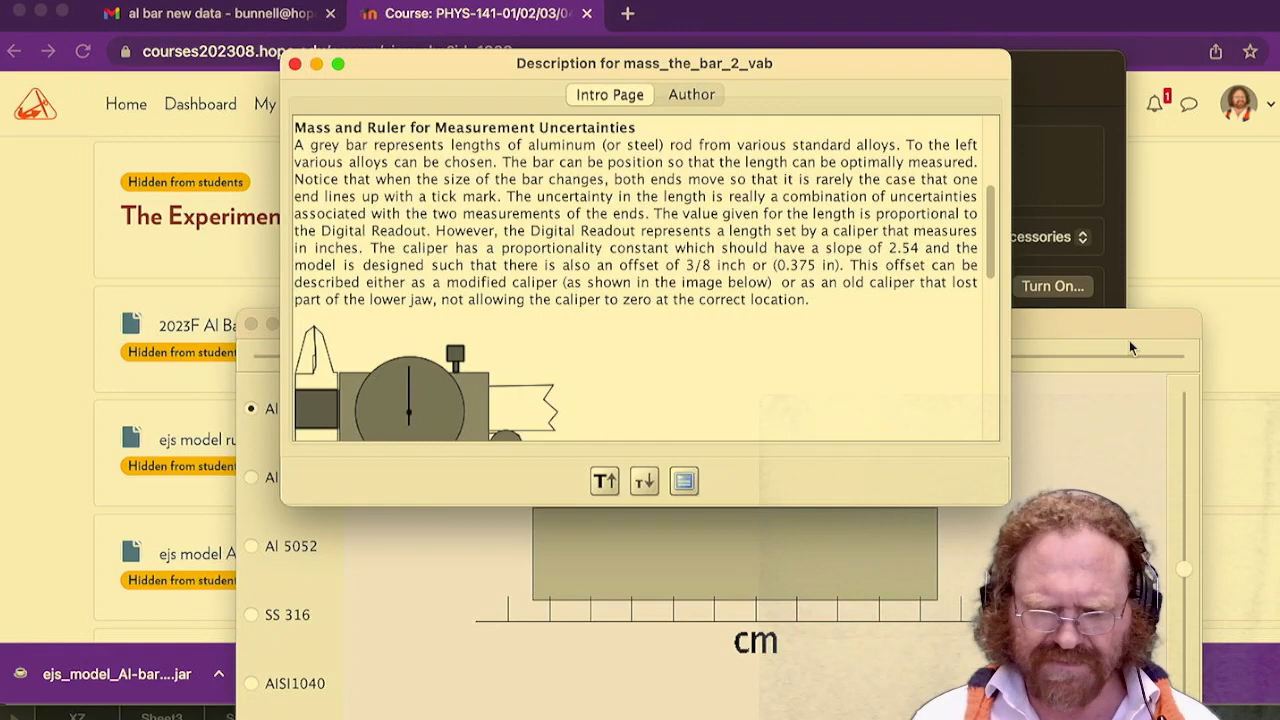 al bar new data - bunnell@hop
Course: PHYS-141-01/02/03/04
Description for mass_the_bar_2_vab
Intro Page
Author
Home
Dashboard
My
1
Mass and Ruler for Measurement Uncertainties
A grey bar represents lengths of aluminum (or steel) rod from various standard alloys. To the left
various alloys can be chosen. The bar can be position so that the length can be optimally measured.
Notice that when the size of the bar changes, both ends move so that it is rarely the case that one
end lines up with a tick mark. The uncertainty in the length is really a combination of uncertainties
associated with the two measurements of the ends. The value given for the length is proportional to
the Digital Readout. However, the Digital Readout represents a length set by a caliper that measures
in inches. The caliper has a proportionality constant which should have a slope of 2.54 and the
model is designed such that there is also an offset of 3/8 inch or (0.375 in). This offset can be
described either as a modified caliper (as shown in the image below) or as an old caliper that lost
part of the lower jaw, not allowing the caliper to zero at the correct location.
Hidden from students
The Experimen
cessories
Turn On...
2023F Al Ba
Hidden from student
ejs model ru
Hidden from student
ejs model A
Hidden from student
Al
Al
Al 5052
SS 316
AISI1040
T
T
cm
ejs_model_Al-bar....jar
XZ
Sheet3
S